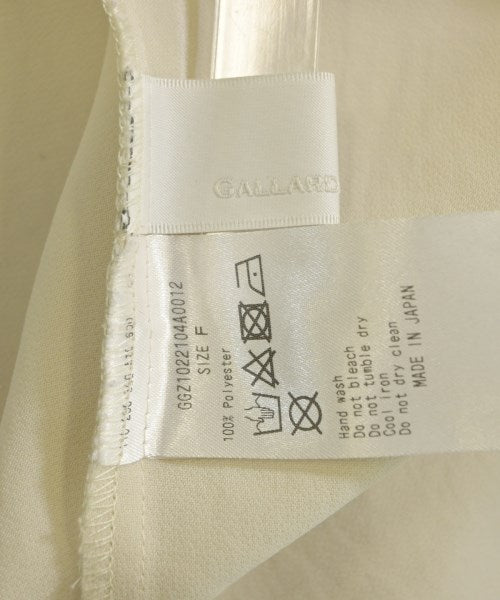 GALLARD
GGZ1022104A0012
SIZE F
100% Polyester
Hand wash
Do not bleach
Do not tumble dry
Cool iron
Do not dry clean
MADE IN JAPAN